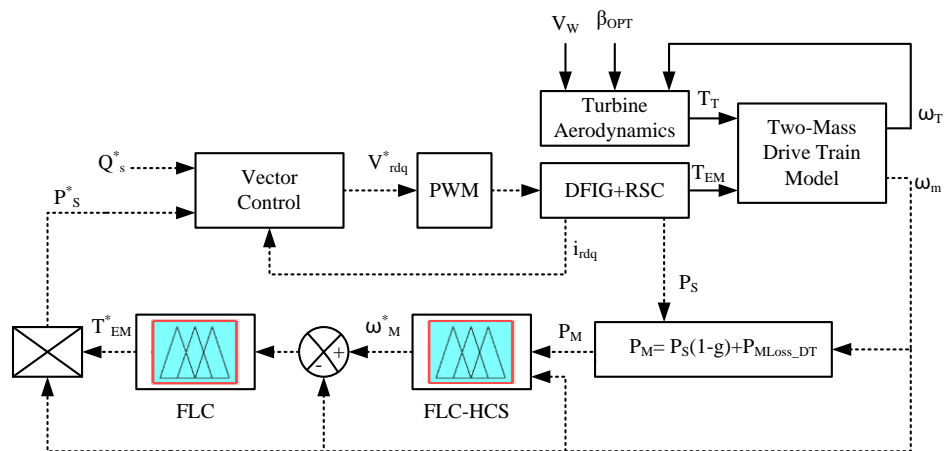 V_W
β_OPT
Turbine
Aerodynamics
T_T
Two-Mass
Drive Train
Model
ω_T
ω_m
Q*_s
P*_S
Vector
Control
V*_rdq
PWM
DFIG+RSC
T_EM
i_rdq
P_S
T*_EM
FLC
ω*_M
+
-
P_M
FLC-HCS
P_M= P_S(1-g)+P_MLoss_DT